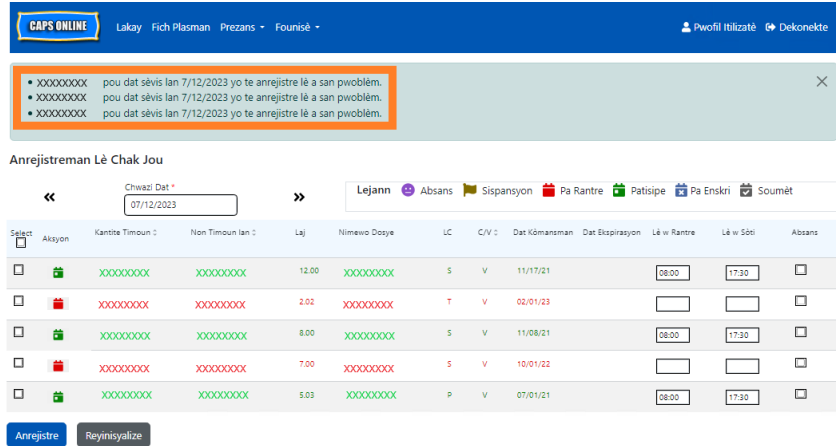 CAPS ONLINE Lakay Fich Plasman Prezans Founisè Pwofil Itilizatè Dekonekte
XXXXXXXX pou dat sèvis lan 7/12/2023 yo te anrejistre lè a san pwoblèm.
XXXXXXXX pou dat sèvis lan 7/12/2023 yo te anrejistre lè a san pwoblèm.
XXXXXXXX pou dat sèvis lan 7/12/2023 yo te anrejistre lè a san pwoblèm.
Anrejistreman Lè Chak Jou
Chwazi Dat *
07/12/2023
Lejann Absans Sispansyon Pa Rantre Patisipe Pa Enskri Soumèt
Select Aksyon Kantite Timoun Non Timoun lan Laj Nimewo Dosye LC C/V Dat Kòmansman Dat Ekspirasyon Lè w Rantre Lè w Sòti Absans
XXXXXXXX XXXXXXXX 12.00 XXXXXXXX S V 11/17/21 08:00 17:30
XXXXXXXX XXXXXXXX 2.02 XXXXXXXX T V 02/01/23
XXXXXXXX XXXXXXXX 8.00 XXXXXXXX S V 11/08/21 08:00 17:30
XXXXXXXX XXXXXXXX 7.00 XXXXXXXX S V 10/01/22
XXXXXXXX XXXXXXXX 5.03 XXXXXXXX P V 07/01/21 08:00 17:30
Anrejistre Reyinisyalize